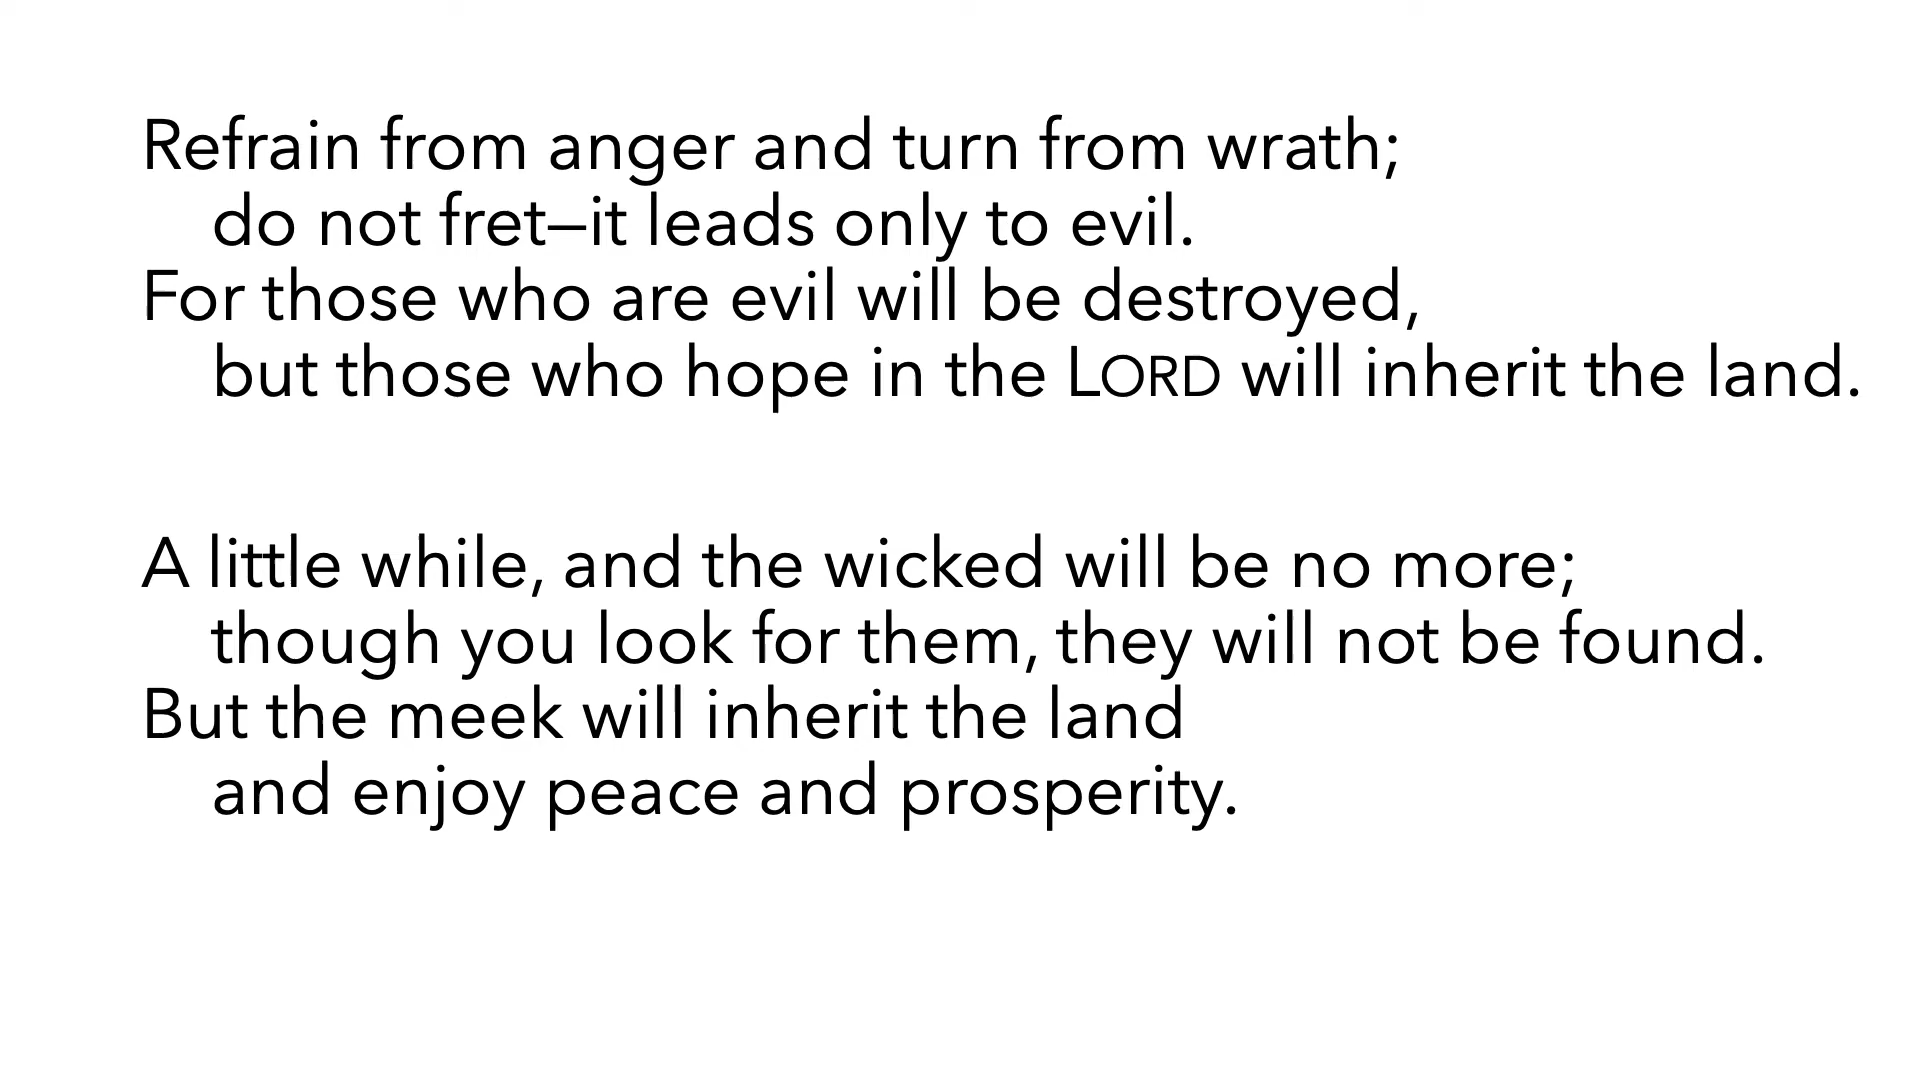 Refrain from anger and turn from wrath;
do not fret—it leads only to evil.
For those who are evil will be destroyed,
but those who hope in the LORD will inherit the land.
A little while, and the wicked will be no more;
though you look for them, they will not be found.
But the meek will inherit the land
and enjoy peace and prosperity.